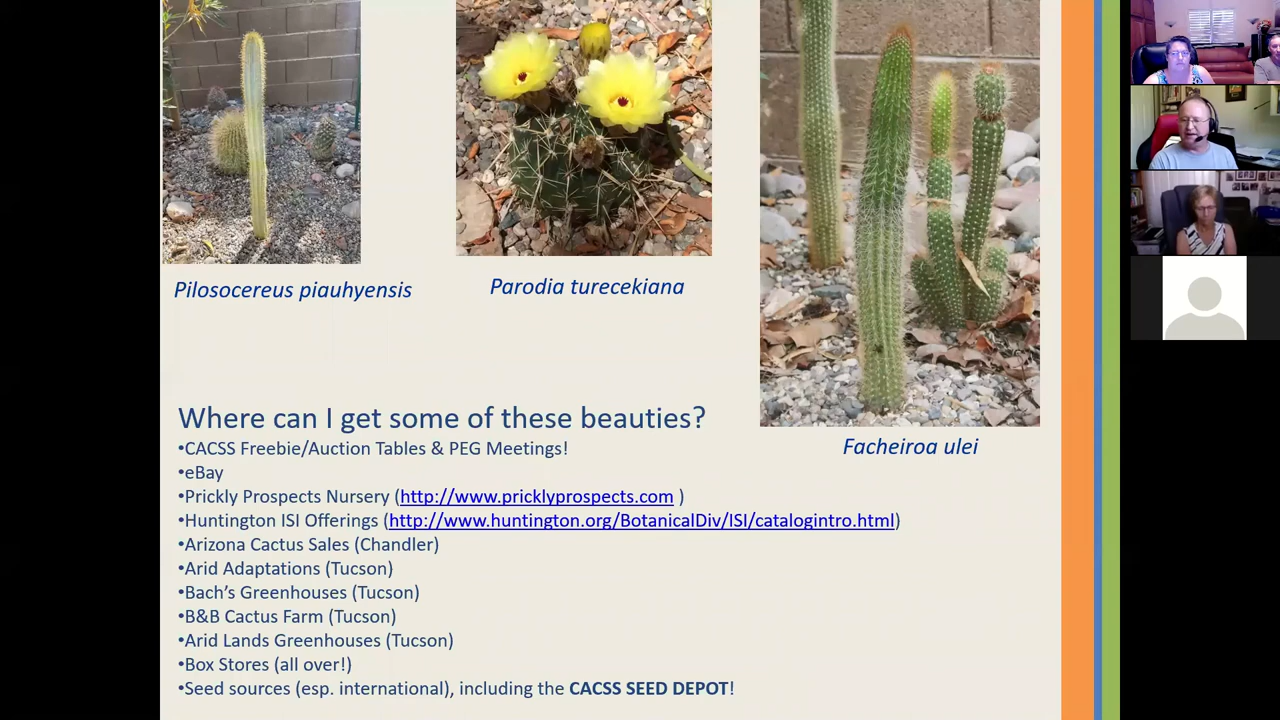 Pilosocereus piauhyensis
Parodia turecekiana
Facheiroa ulei
Where can I get some of these beauties?
•CACSS Freebie/Auction Tables & PEG Meetings!
•eBay
•Prickly Prospects Nursery (http://www.pricklyprospects.com )
•Huntington ISI Offerings (http://www.huntington.org/BotanicalDiv/ISI/catalogintro.html)
•Arizona Cactus Sales (Chandler)
•Arid Adaptations (Tucson)
•Bach’s Greenhouses (Tucson)
•B&B Cactus Farm (Tucson)
•Arid Lands Greenhouses (Tucson)
•Box Stores (all over!)
•Seed sources (esp. international), including the CACSS SEED DEPOT!